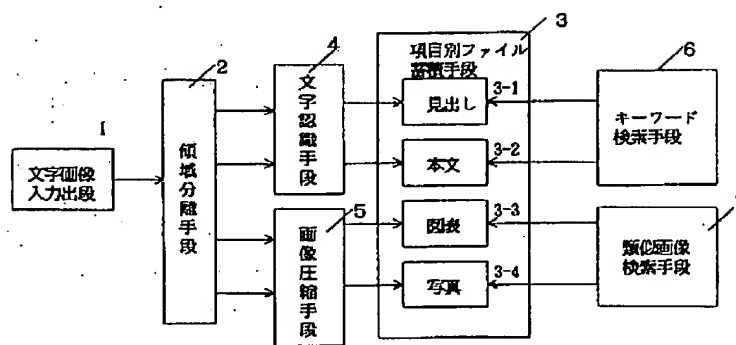 1
文字画像
入力出段
2
領域分離手段
4
文字認識手段
5
画像圧縮手段
3
項目別ファイル
蓄積手段
3-1
見出し
3-2
本文
3-3
図表
3-4
写真
6
キーワード
検索手段
類似画像
検索手段